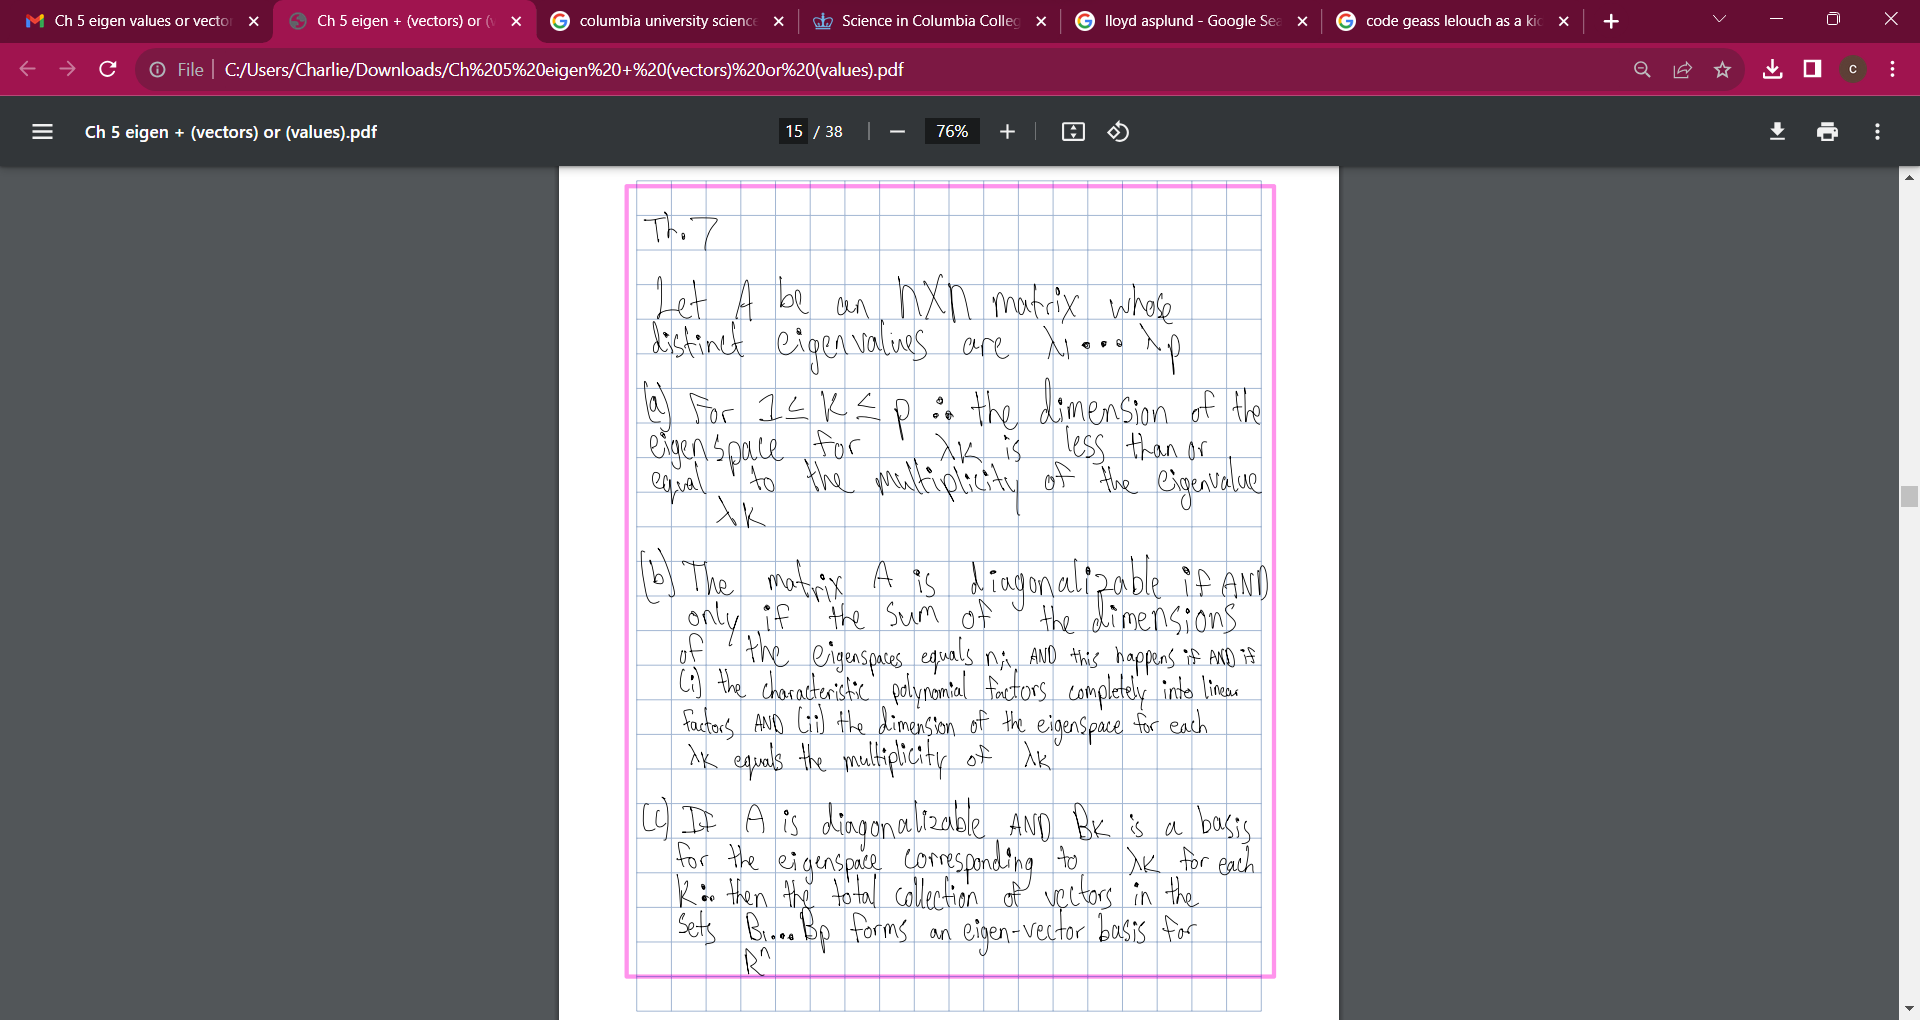 Ch 5 eigen values or vector
Ch 5 eigen + (vectors) or (v
columbia university science
Science in Columbia Colleg
lloyd asplund - Google Sea
code geass lelouch as a kid
File
C:/Users/Charlie/Downloads/Ch%205%20eigen%20+%20(vectors)%20or%20(values).pdf
C
Ch 5 eigen + (vectors) or (values).pdf
15 / 38
76%
Th. 7
Let A be an nXn matrix whose
distinct eigenvalues are λ1 ... λp
(a) For 1 ≤ K ≤ p ∴ the dimension of the
eigenspace for λK is less than or
equal to the multiplicity of the eigenvalue
λK
(b) The matrix A is diagonalizable if AND
only if the sum of the dimensions
of the eigenspaces equals n; AND this happens if AND if
(i) the characteristic polynomial factors completely into linear
factors AND (ii) the dimension of the eigenspace for each
λK equals the multiplicity of λK
(c) If A is diagonalizable AND BK is a basis
for the eigenspace corresponding to λK for each
K ∴ then the total collection of vectors in the
sets B1...Bp forms an eigen-vector basis for
Rⁿ